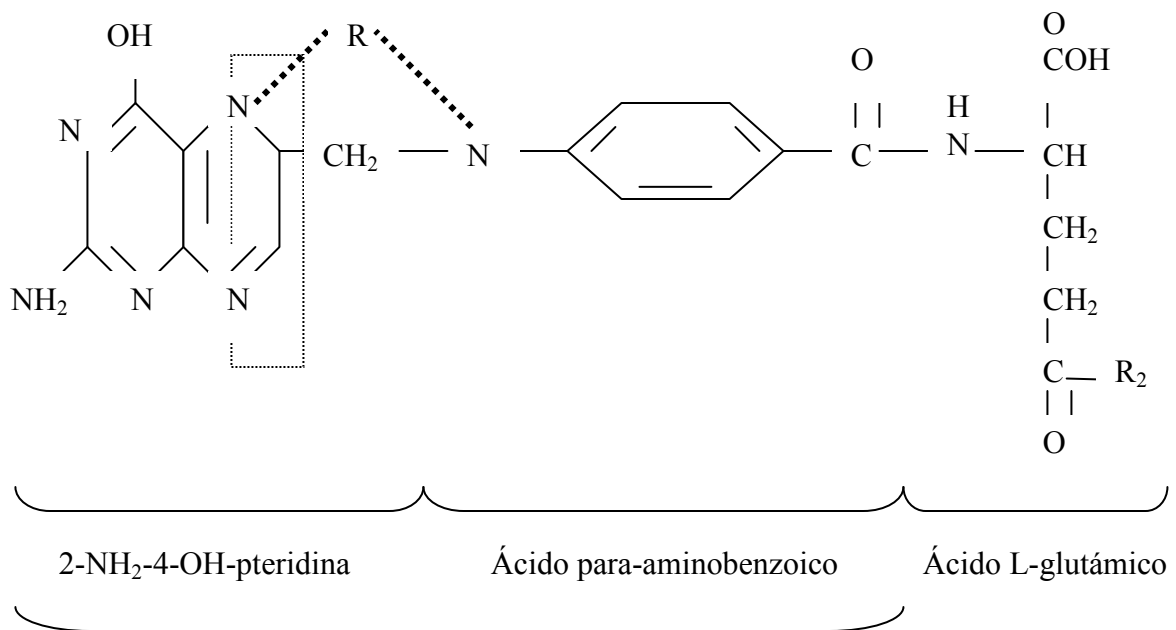 OH R O O
COH
N N CH₂ N C H
N CH
NH₂ N N CH₂
CH₂
C R₂
O
2-NH₂-4-OH-pteridina Ácido para-aminobenzoico Ácido L-glutámico